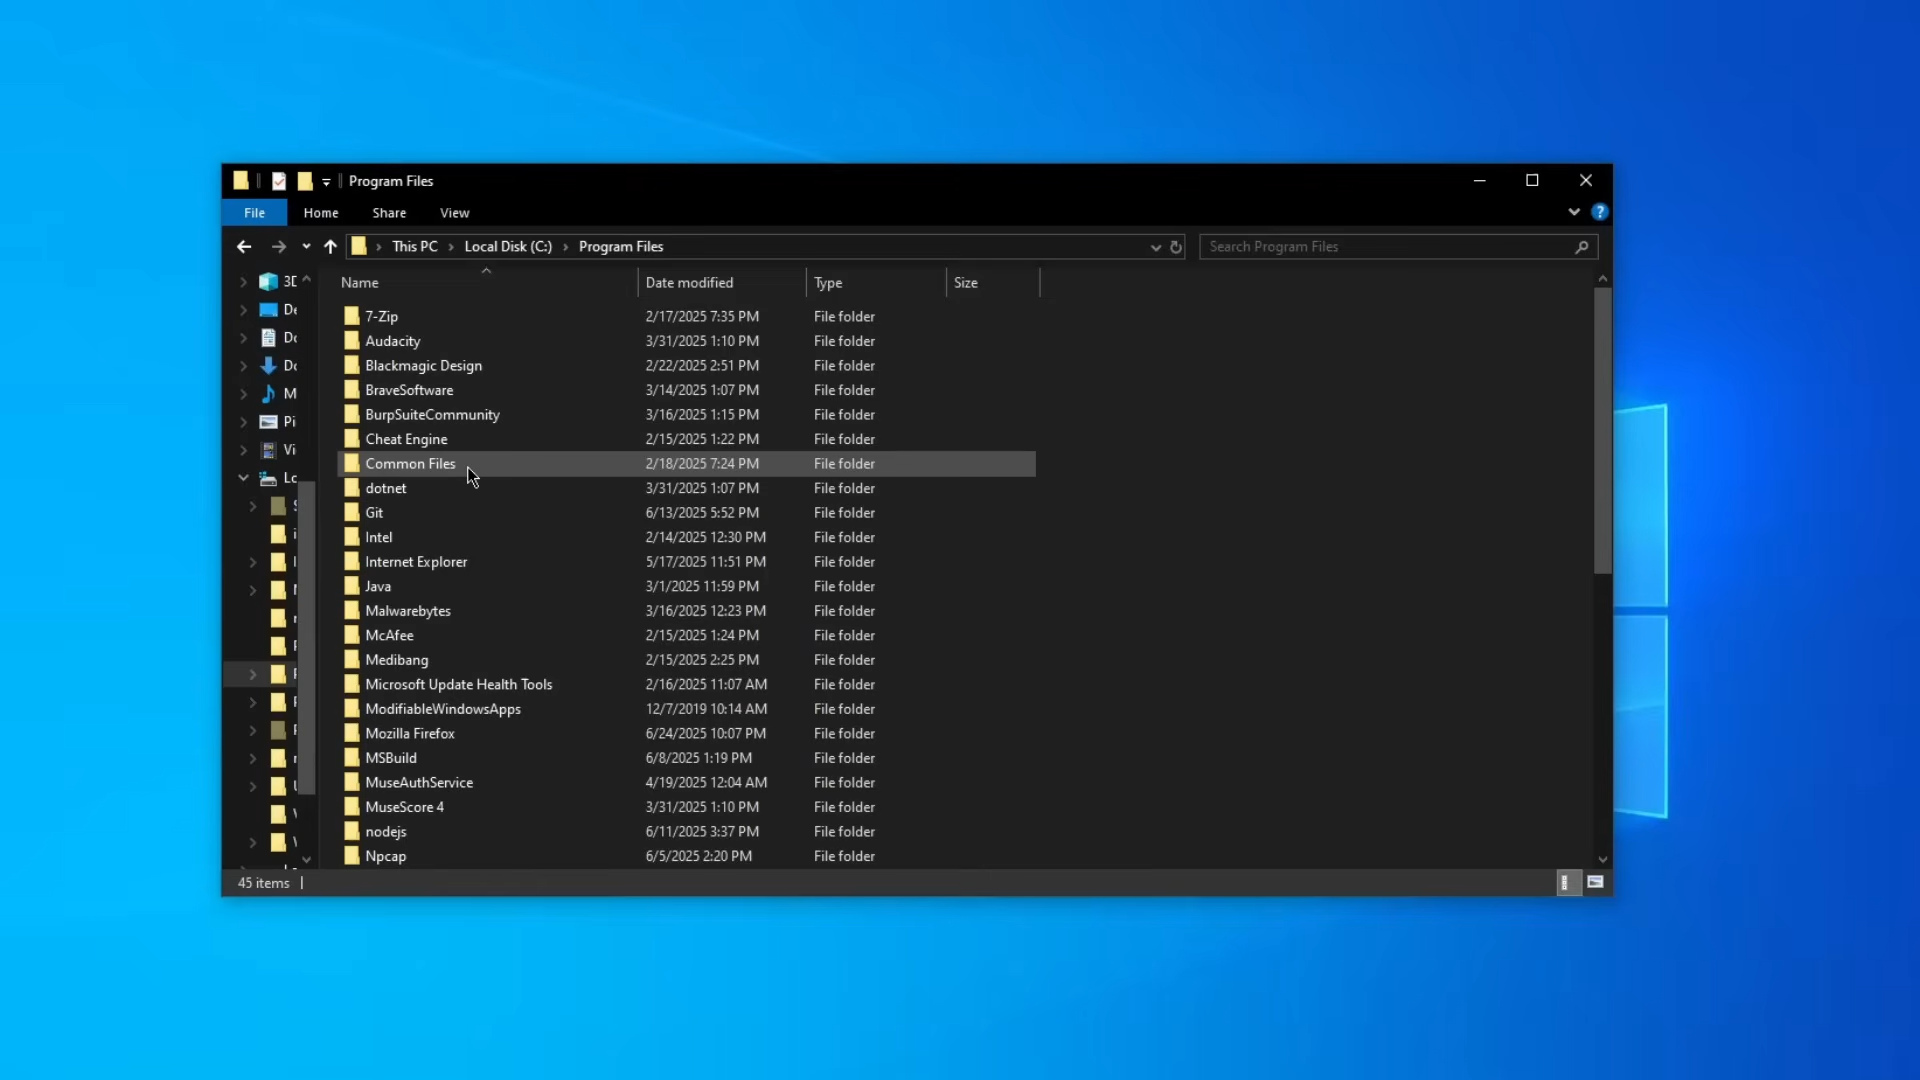 Program Files
File Home Share View
This PC Local Disk (C:) Program Files Search Program Files
Name Date modified Type Size
7-Zip 2/17/2025 7:35 PM File folder
Audacity 3/31/2025 1:10 PM File folder
Blackmagic Design 2/22/2025 2:51 PM File folder
BraveSoftware 3/14/2025 1:07 PM File folder
BurpSuiteCommunity 3/16/2025 1:15 PM File folder
Cheat Engine 2/15/2025 1:22 PM File folder
Common Files 2/18/2025 7:24 PM File folder
dotnet 3/31/2025 1:07 PM File folder
Git 6/13/2025 5:52 PM File folder
Intel 2/14/2025 12:30 PM File folder
Internet Explorer 5/17/2025 11:51 PM File folder
Java 3/1/2025 11:59 PM File folder
Malwarebytes 3/16/2025 12:23 PM File folder
McAfee 2/15/2025 1:24 PM File folder
Medibang 2/15/2025 2:25 PM File folder
Microsoft Update Health Tools 2/16/2025 11:07 AM File folder
ModifiableWindowsApps 12/7/2019 10:14 AM File folder
Mozilla Firefox 6/24/2025 10:07 PM File folder
MSBuild 6/8/2025 1:19 PM File folder
MuseAuthService 4/19/2025 12:04 AM File folder
MuseScore 4 3/31/2025 1:10 PM File folder
nodejs 6/11/2025 3:37 PM File folder
Npcap 6/5/2025 2:20 PM File folder
45 items